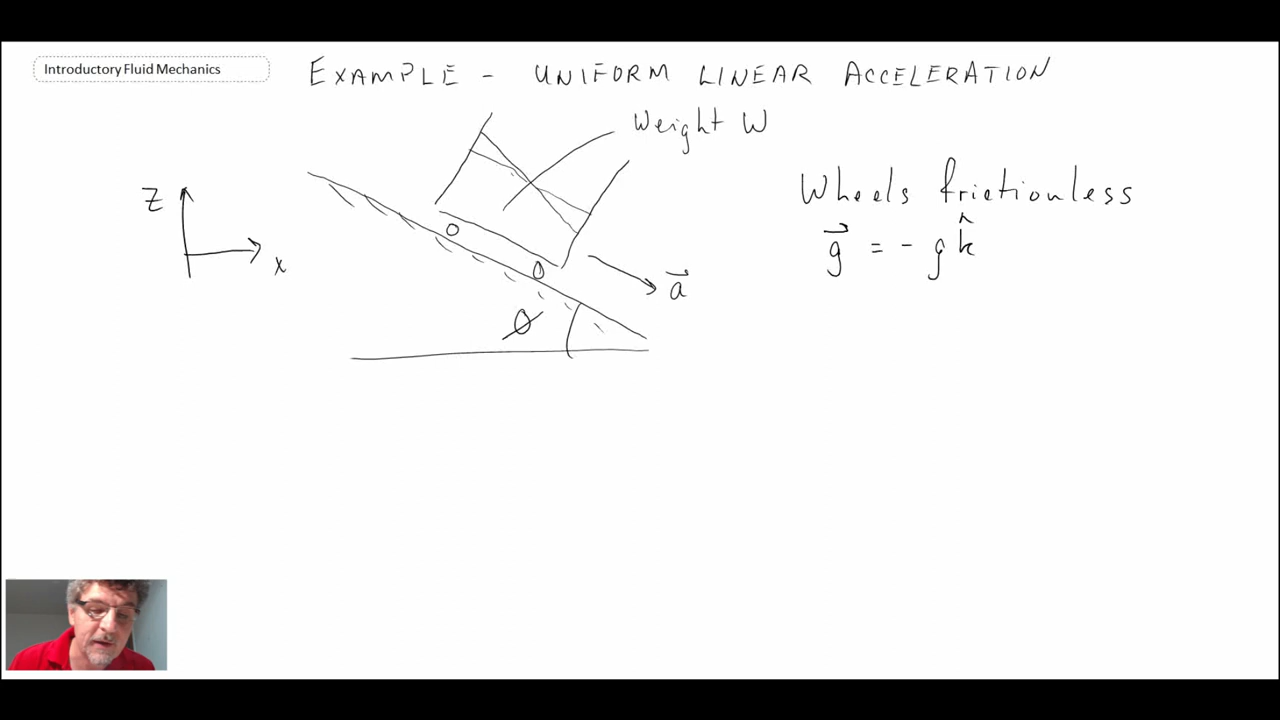 Introductory Fluid Mechanics
EXAMPLE - UNIFORM LINEAR ACCELERATION
Weight W
Wheels frictionless
z
g⃗ = - g k̂
x
a⃗
θ